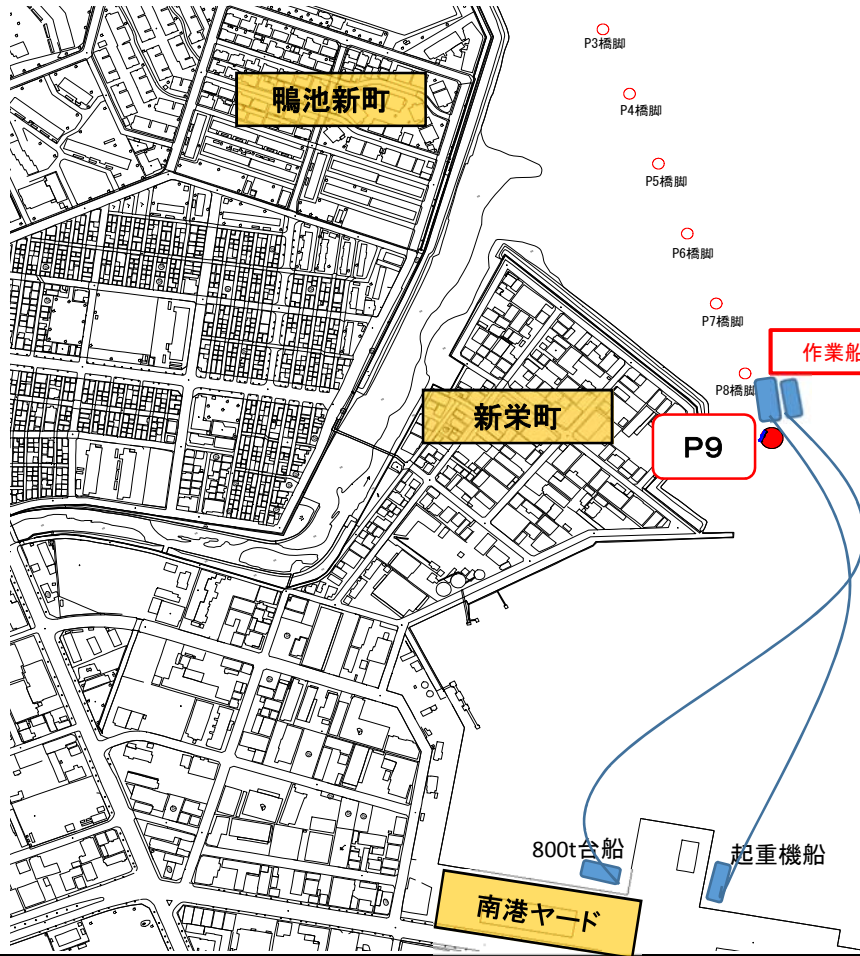 P3橋脚
鴨池新町
P4橋脚
P5橋脚
P6橋脚
P7橋脚
作業船
P8橋脚
新栄町
P9
800t台船
起重機船
南港ヤード